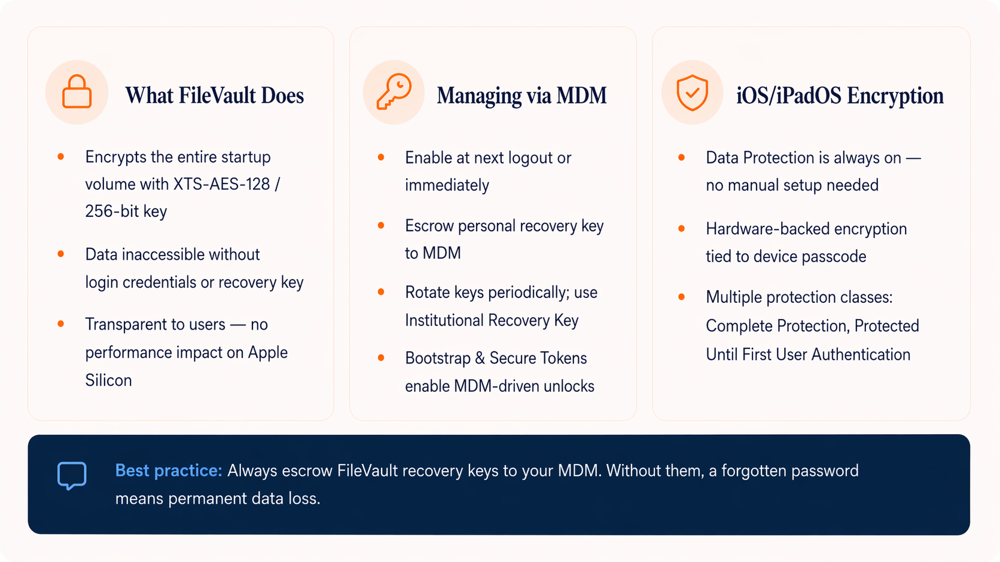 What FileVault Does
Encrypts the entire startup
volume with XTS-AES-128 /
256-bit key
Data inaccessible without
login credentials or recovery key
Transparent to users — no
performance impact on Apple
Silicon
Managing via MDM
Enable at next logout or
immediately
Escrow personal recovery key
to MDM
Rotate keys periodically; use
Institutional Recovery Key
Bootstrap & Secure Tokens
enable MDM-driven unlocks
iOS/iPadOS Encryption
Data Protection is always on —
no manual setup needed
Hardware-backed encryption
tied to device passcode
Multiple protection classes:
Complete Protection, Protected
Until First User Authentication
Best practice: Always escrow FileVault recovery keys to your MDM. Without them, a forgotten password
means permanent data loss.